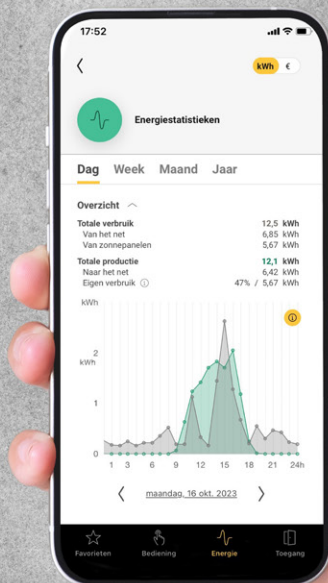 17:52
kWh €
Energiestatistieken
Dag Week Maand Jaar
Overzicht
Totale verbruik 12,5 kWh
Van het net 6,85 kWh
Van zonnepanelen 5,67 kWh
Totale productie 12,1 kWh
Naar het net 6,42 kWh
Eigen verbruik 47% / 5,67 kWh
kWh
2
kWh
1
0
1 3 6 9 12 15 18 21 24h
maandag, 16 okt. 2023
Favorieten Bediening Energie Toegang